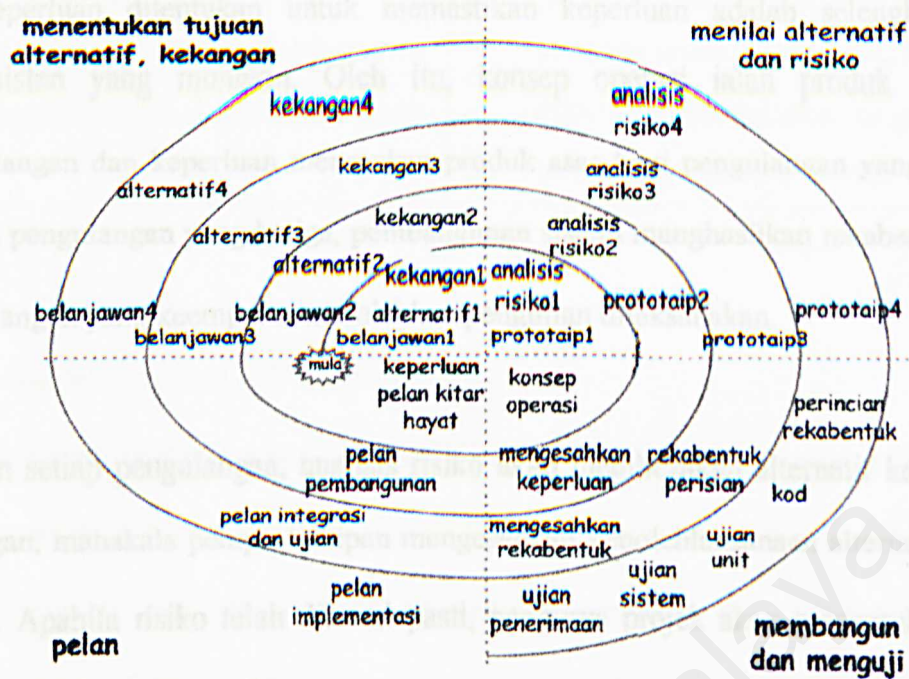 menentukan tujuan
alternatif, kekangan
menilai alternatif
dan risiko
kekangan4
analisis
risiko4
kekangan3
analisis
risiko3
alternatif4
kekangan2
analisis
risiko2
alternatif3
alternatif2
kekangan1
analisis
risiko1
belanjawan4
belanjawan2
alternatif1
prototaip2
prototaip4
belanjawan3
belanjawan1
prototaip1
prototaip3
mula
keperluan
pelan kitar
hayat
konsep
operasi
perincian
rekabentuk
pelan
pembangunan
mengesahkan
keperluan
rekabentuk
perisian
kod
pelan integrasi
dan ujian
mengesahkan
rekabentuk
ujian
unit
pelan
implementasi
ujian
penerimaan
ujian
sistem
pelan
membangun
dan menguji